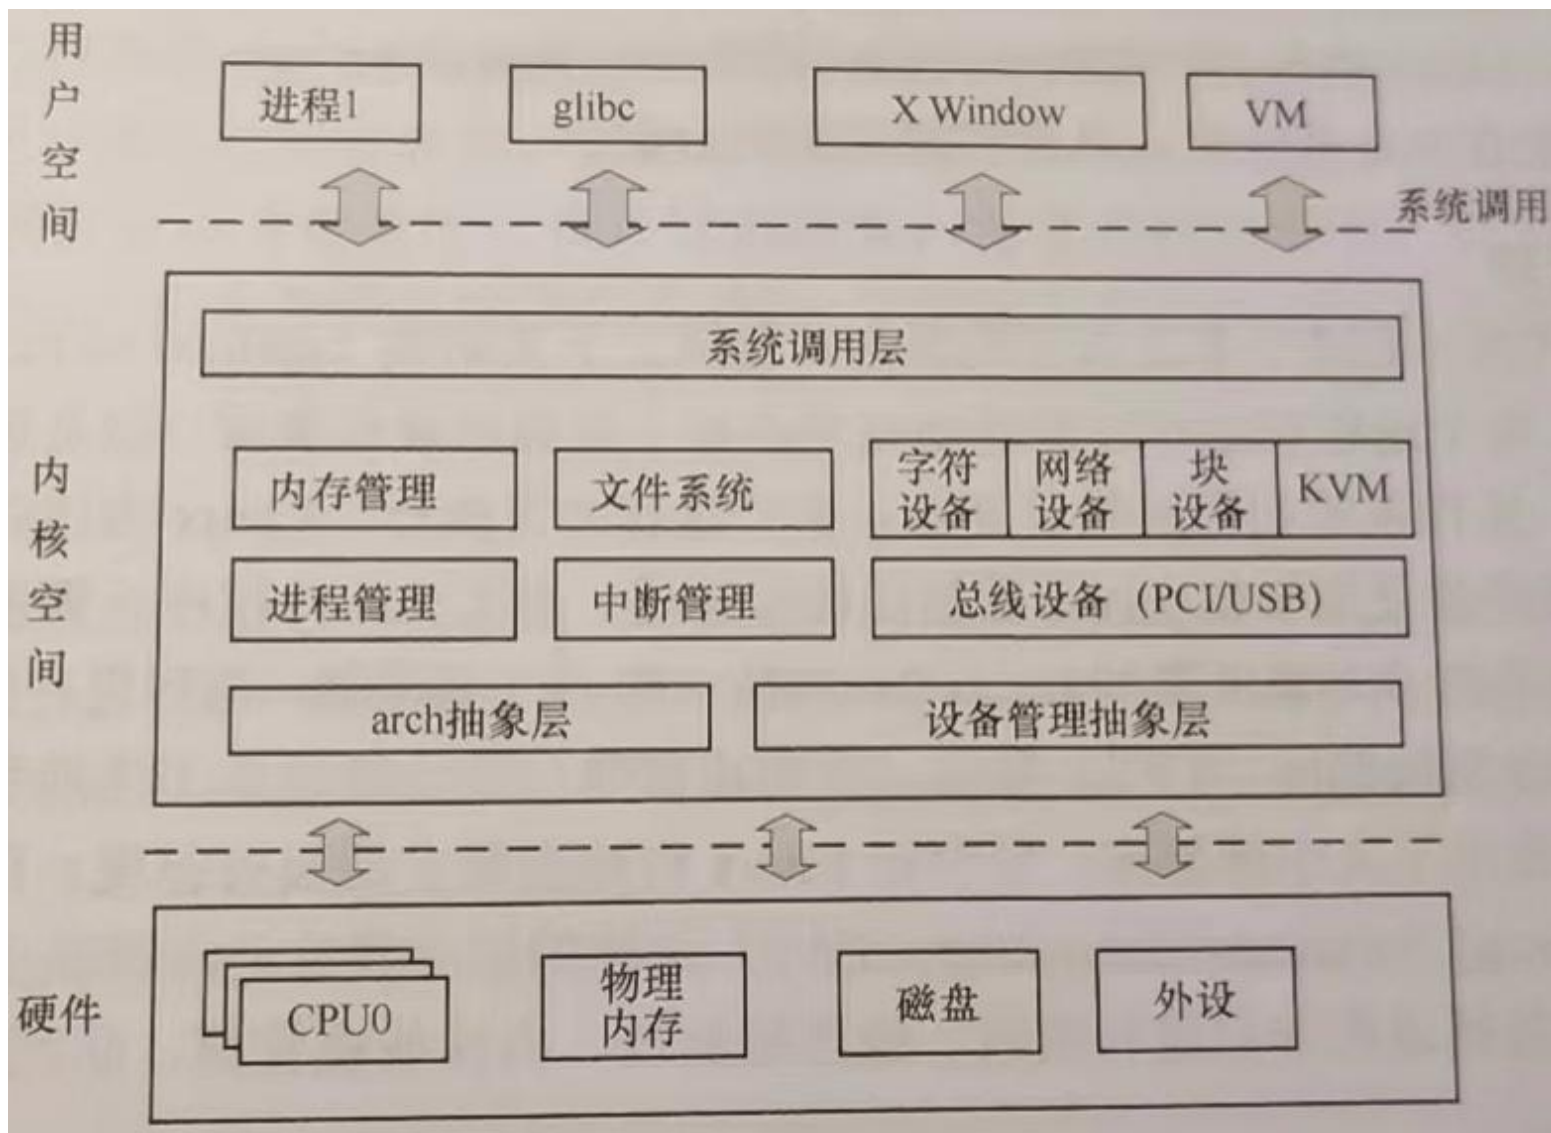 用户空间
进程1
glibc
X Window
VM
系统调用
内核空间
系统调用层
内存管理
文件系统
字符
设备
网络
设备
块
设备
KVM
进程管理
中断管理
总线设备（PCI/USB）
arch抽象层
设备管理抽象层
硬件
CPU0
物理
内存
磁盘
外设